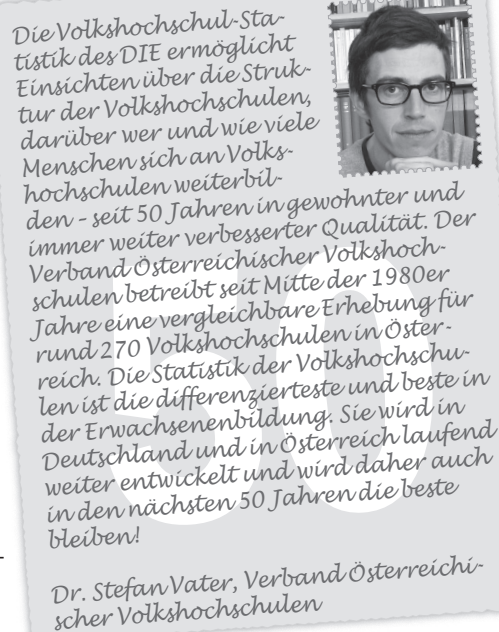 Die Volkshochschul-Sta-
tistik des DIE ermöglicht
Einsichten über die Struk-
tur der Volkshochschulen,
darüber wer und wie viele
Menschen sich an Volks-
hochschulen weiterbil-
den – seit 50 Jahren in gewohnter und
immer weiter verbesserter Qualität. Der
Verband Österreichischer Volkshoch-
schulen betreibt seit Mitte der 1980er
Jahre eine vergleichbare Erhebung für
rund 270 Volkshochschulen in Öster-
reich. Die Statistik der Volkshochschu-
len ist die differenzierteste und beste in
der Erwachsenenbildung. Sie wird in
Deutschland und in Österreich laufend
weiter entwickelt und wird daher auch
in den nächsten 50 Jahren die beste
bleiben!
Dr. Stefan Vater, Verband Österreichi-
scher Volkshochschulen
50